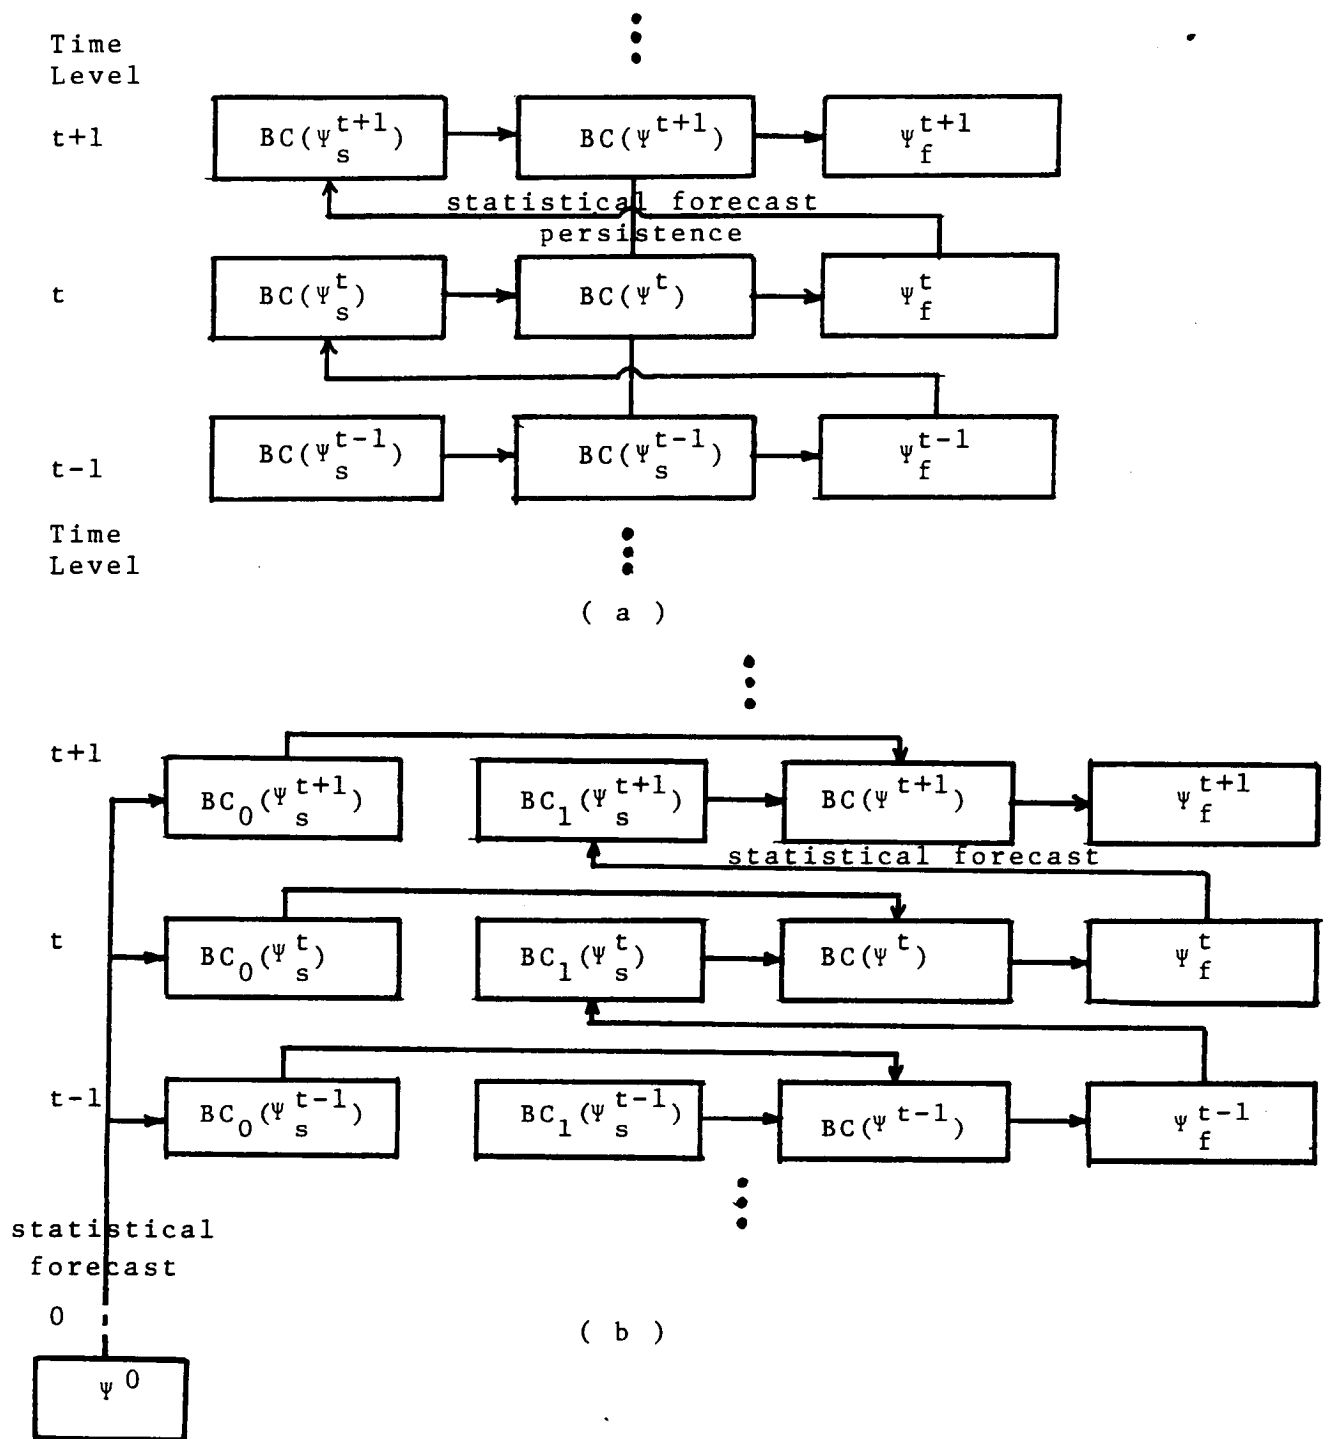 Time
Level
t+1
BC(Ψ_s^{t+1})
BC(Ψ^{t+1})
Ψ_f^{t+1}
statistical forecast
persistence
t
BC(Ψ_s^t)
BC(Ψ^t)
Ψ_f^t
t-1
BC(Ψ_s^{t-1})
BC(Ψ_s^{t-1})
Ψ_f^{t-1}
Time
Level
( a )
t+1
BC_0(Ψ_s^{t+1})
BC_1(Ψ_s^{t+1})
BC(Ψ^{t+1})
Ψ_f^{t+1}
statistical forecast
t
BC_0(Ψ_s^t)
BC_1(Ψ_s^t)
BC(Ψ^t)
Ψ_f^t
t-1
BC_0(Ψ_s^{t-1})
BC_1(Ψ_s^{t-1})
BC(Ψ^{t-1})
Ψ_f^{t-1}
statistical
forecast
0
( b )
Ψ^0